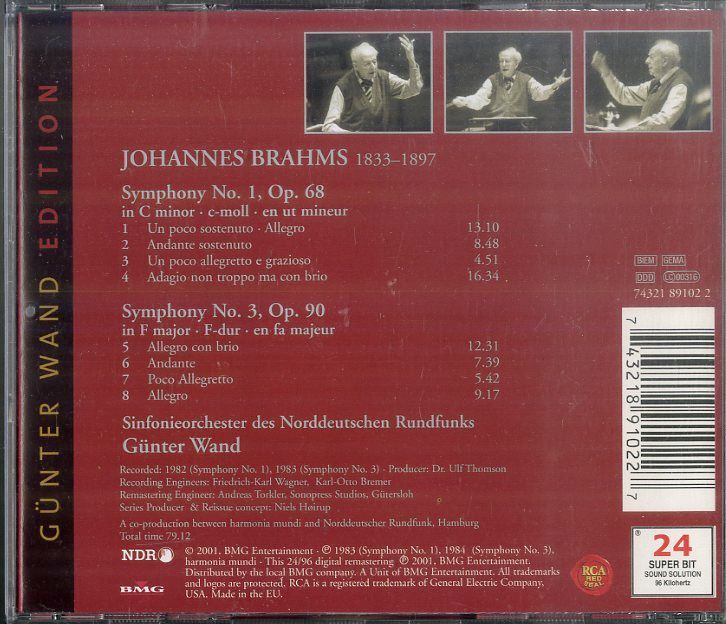 GÜNTER WAND EDITION
JOHANNES BRAHMS 1833–1897
Symphony No. 1, Op. 68
in C minor · c-moll · en ut mineur
1 Un poco sostenuto · Allegro 13.10
2 Andante sostenuto 8.48
3 Un poco allegretto e grazioso 4.51
4 Adagio non troppo ma con brio 16.34
Symphony No. 3, Op. 90
in F major · F-dur · en fa majeur
5 Allegro con brio 12.31
6 Andante 7.39
7 Poco Allegretto 5.42
8 Allegro 9.17
Sinfonieorchester des Norddeutschen Rundfunks
Günter Wand
Recorded: 1982 (Symphony No. 1), 1983 (Symphony No. 3) · Producer: Dr. Ulf Thomson
Recording Engineers: Friedrich-Karl Wagner, Karl-Otto Bremer
Remastering Engineer: Andreas Torkler, Sonopress Studios, Gütersloh
Series Producer & Reissue concept: Niels Høirup
A co-production between harmonia mundi and Norddeutscher Rundfunk, Hamburg
Total time 79.12
NDR
BMG
© 2001, BMG Entertainment · ℗ 1983 (Symphony No. 1), 1984 (Symphony No. 3),
harmonia mundi · This 24/96 digital remastering ℗ 2001, BMG Entertainment.
Distributed by the local BMG company. A Unit of BMG Entertainment. All trademarks
and logos are protected. RCA is a registered trademark of General Electric Company,
USA. Made in the EU.
BIEM GEMA
DDD LC 00316
74321 89102 2
7 43218 91022 7
RCA
RED
SEAL
®
24
SUPER BIT
SOUND SOLUTION
96 Kilohertz